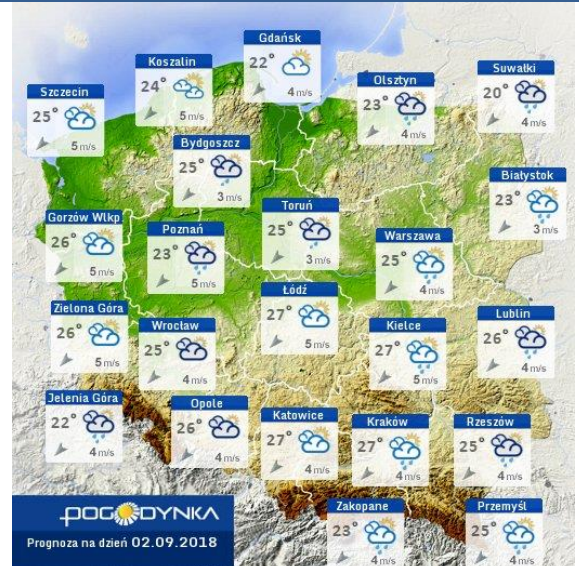 Gdańsk
22°
4 m/s
Koszalin
24°
5 m/s
Suwałki
20°
4 m/s
Olsztyn
23°
4 m/s
Szczecin
25°
5 m/s
Bydgoszcz
25°
3 m/s
Białystok
23°
3 m/s
Toruń
25°
3 m/s
Gorzów Wlkp
26°
5 m/s
Poznań
23°
5 m/s
Warszawa
25°
4 m/s
Łódź
27°
5 m/s
Zielona Góra
26°
5 m/s
Lublin
26°
4 m/s
Wrocław
25°
4 m/s
Kielce
27°
5 m/s
Jelenia Góra
22°
4 m/s
Opole
26°
4 m/s
Katowice
27°
4 m/s
Kraków
27°
4 m/s
Rzeszów
25°
4 m/s
Zakopane
23°
4 m/s
Przemyśl
25°
4 m/s
POGODYNKA
Prognoza na dzień 02.09.2018